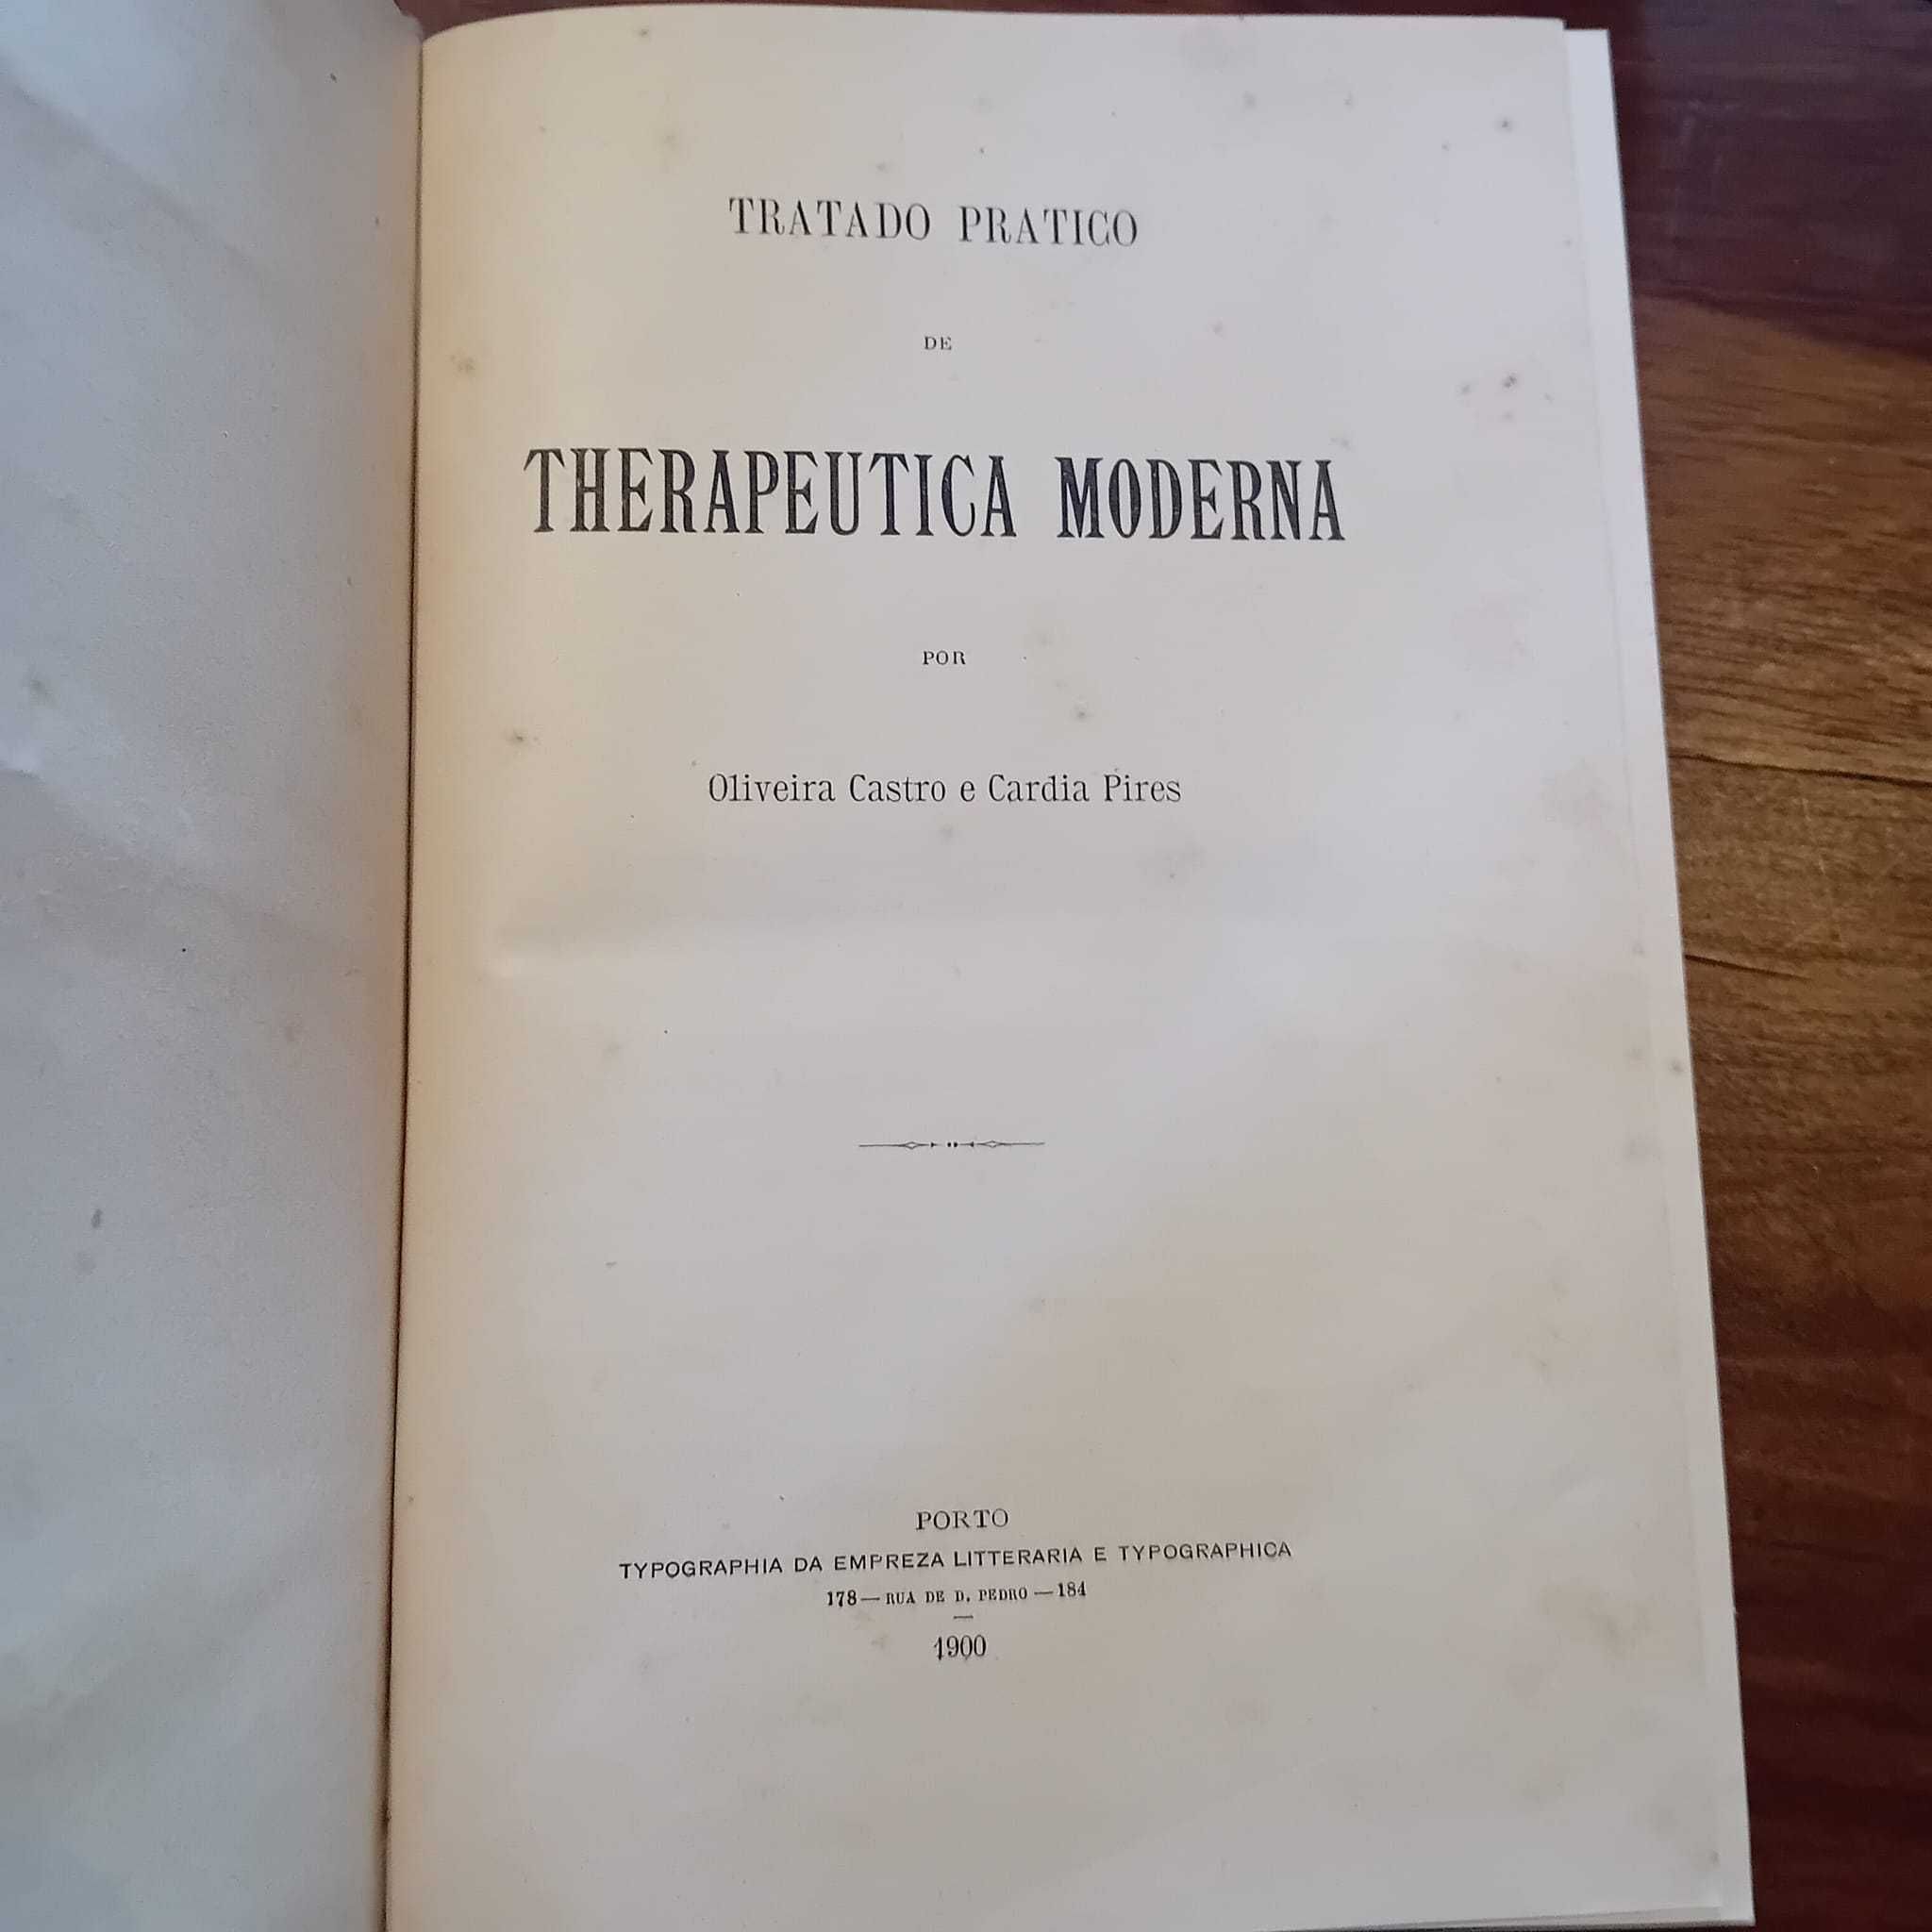 TRATADO PRATICO
DE
THERAPEUTICA MODERNA
POR
Oliveira Castro e Cardia Pires
PORTO
TYPOGRAPHIA DA EMPREZA LITTERARIA E TYPOGRAPHICA
178 — RUA DE D. PEDRO — 184
1900